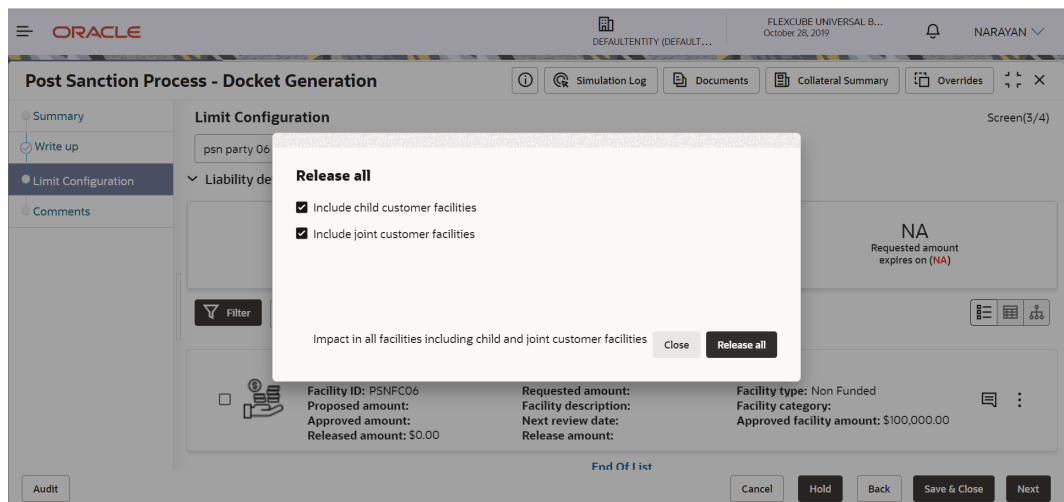 ORACLE
DEFAULTENTITY (DEFAULT...
FLEXCUBE UNIVERSAL B...
October 28, 2019
NARAYAN
Post Sanction Process - Docket Generation
Simulation Log
Documents
Collateral Summary
Overrides
Summary
Write up
Limit Configuration
Comments
Limit Configuration
Screen(3/4)
psn party 06
Liability de
NA
Requested amount
expires on (NA)
Filter
Release all
Include child customer facilities
Include joint customer facilities
Impact in all facilities including child and joint customer facilities
Close
Release all
Facility ID: PSNFC06
Proposed amount:
Approved amount:
Released amount: $0.00
Requested amount:
Facility description:
Next review date:
Release amount:
Facility type: Non Funded
Facility category:
Approved facility amount: $100,000.00
End Of List
Audit
Cancel
Hold
Back
Save & Close
Next